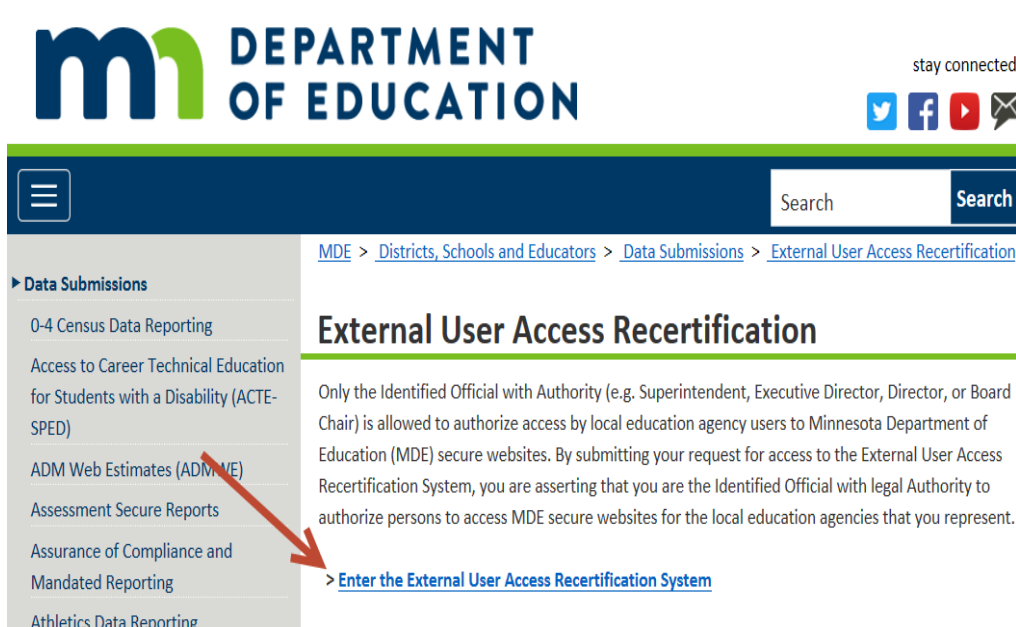 mn DEPARTMENT
OF EDUCATION
stay connected
Search
Search
MDE > Districts, Schools and Educators > Data Submissions > External User Access Recertification
Data Submissions
0-4 Census Data Reporting
Access to Career Technical Education
for Students with a Disability (ACTE-
SPED)
ADM Web Estimates (ADMWE)
Assessment Secure Reports
Assurance of Compliance and
Mandated Reporting
Athletics Data Reporting
External User Access Recertification
Only the Identified Official with Authority (e.g. Superintendent, Executive Director, Director, or Board
Chair) is allowed to authorize access by local education agency users to Minnesota Department of
Education (MDE) secure websites. By submitting your request for access to the External User Access
Recertification System, you are asserting that you are the Identified Official with legal Authority to
authorize persons to access MDE secure websites for the local education agencies that you represent.
> Enter the External User Access Recertification System